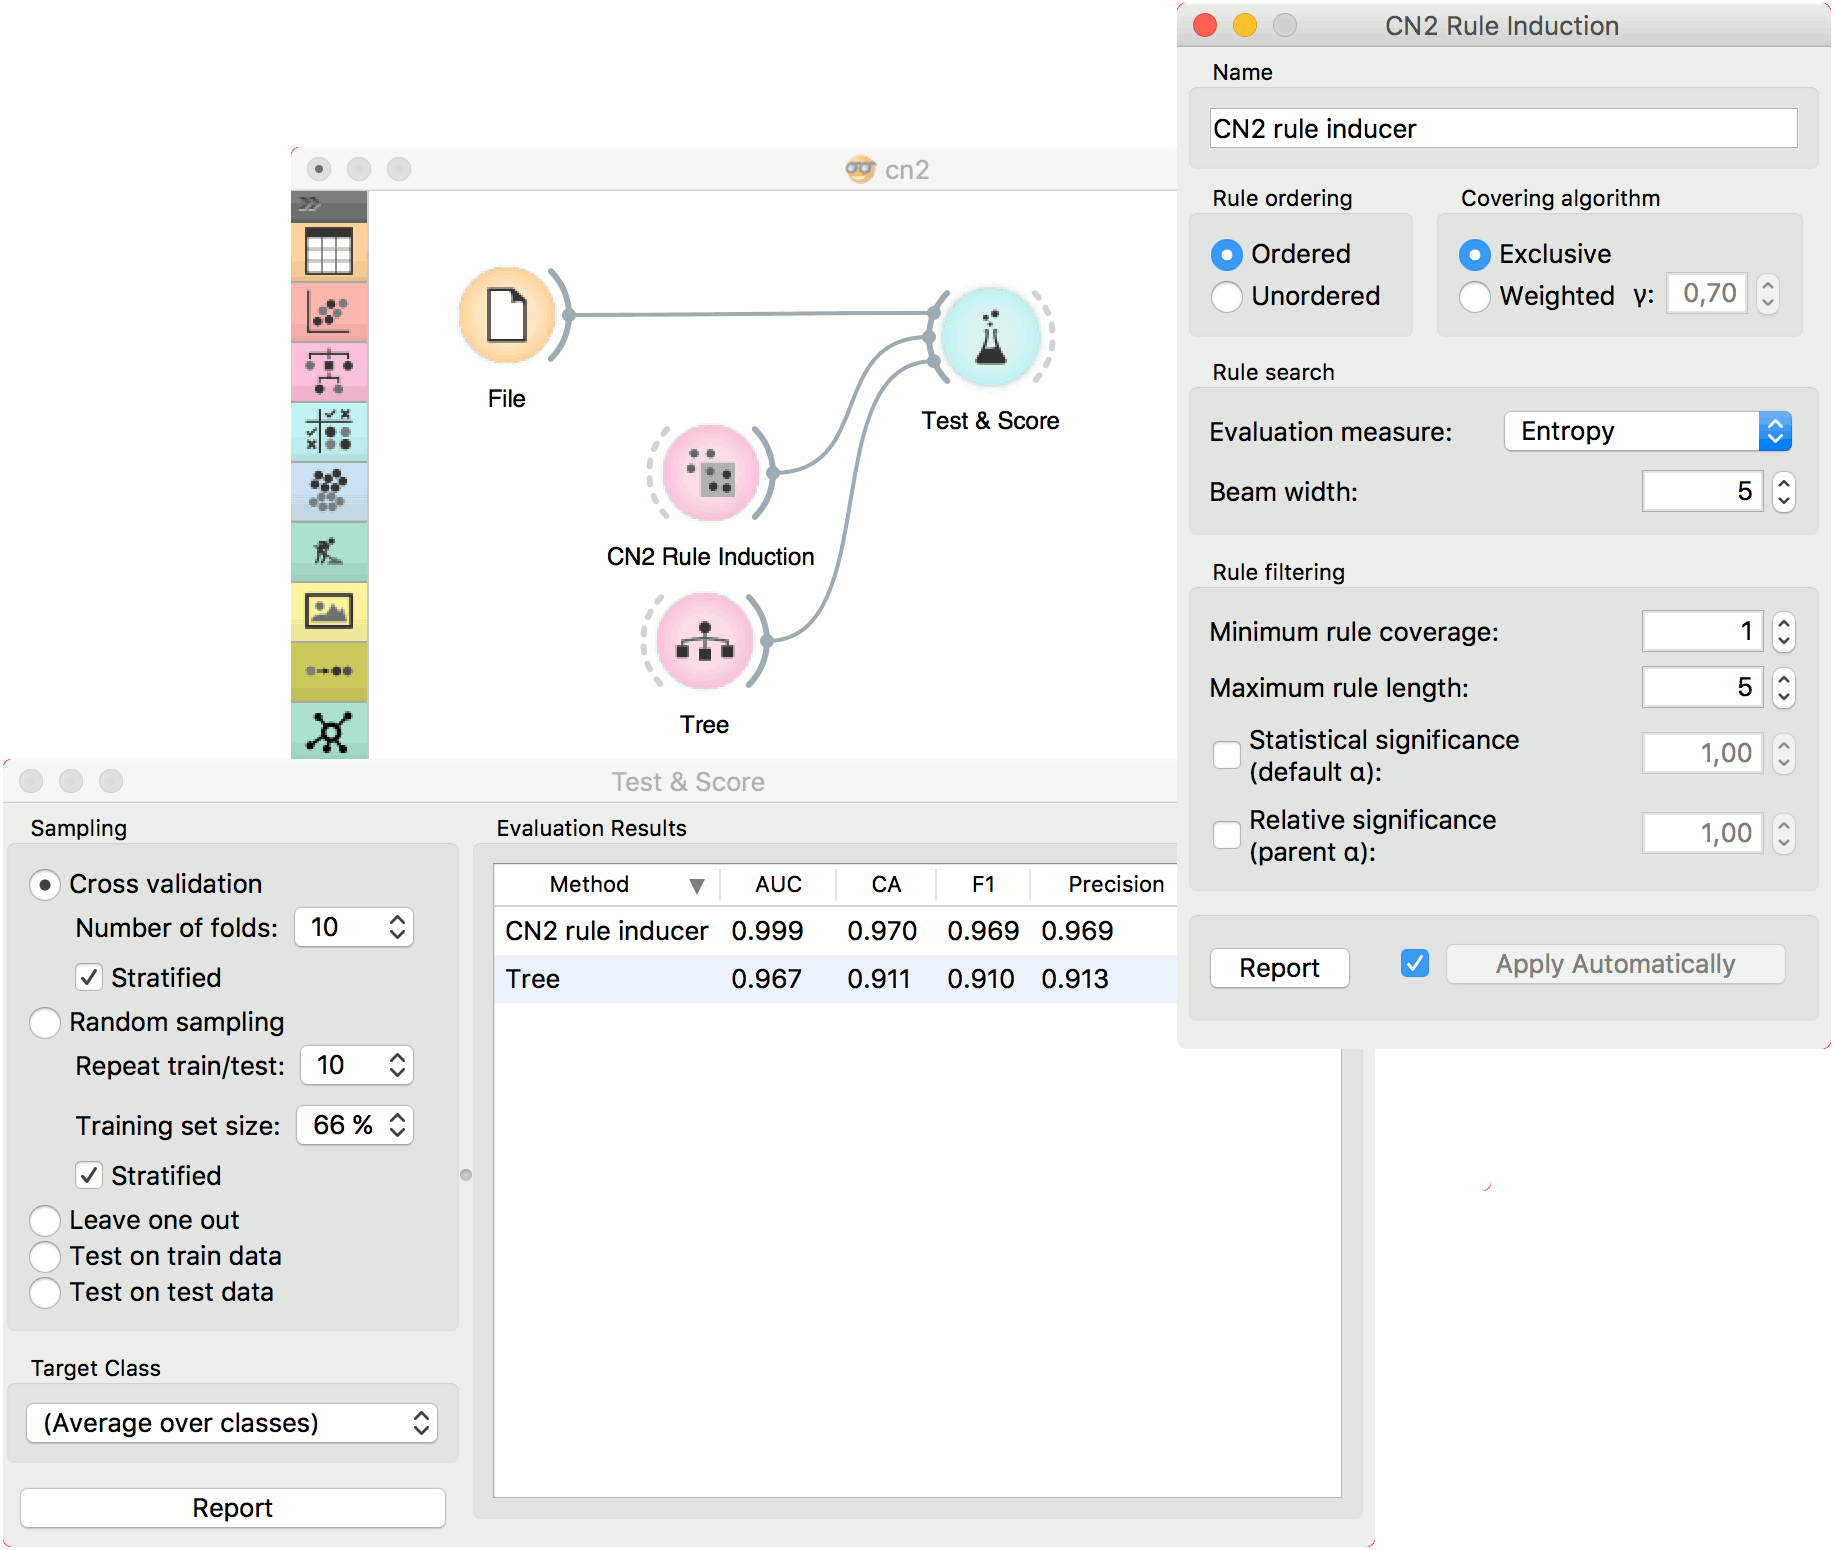 CN2 Rule Induction
Name
CN2 rule inducer
Rule ordering
Covering algorithm
Ordered
Unordered
Exclusive
Weighted γ: 0,70
Rule search
Evaluation measure: Entropy
Beam width: 5
Rule filtering
Minimum rule coverage: 1
Maximum rule length: 5
Statistical significance
(default α): 1,00
Relative significance
(parent α): 1,00
Report
Apply Automatically
cn2
File
Test & Score
CN2 Rule Induction
Tree
Test & Score
Sampling
Cross validation
Number of folds: 10
Stratified
Random sampling
Repeat train/test: 10
Training set size: 66 %
Stratified
Leave one out
Test on train data
Test on test data
Target Class
(Average over classes)
Report
Evaluation Results
Method AUC CA F1 Precision
CN2 rule inducer 0.999 0.970 0.969 0.969
Tree 0.967 0.911 0.910 0.913